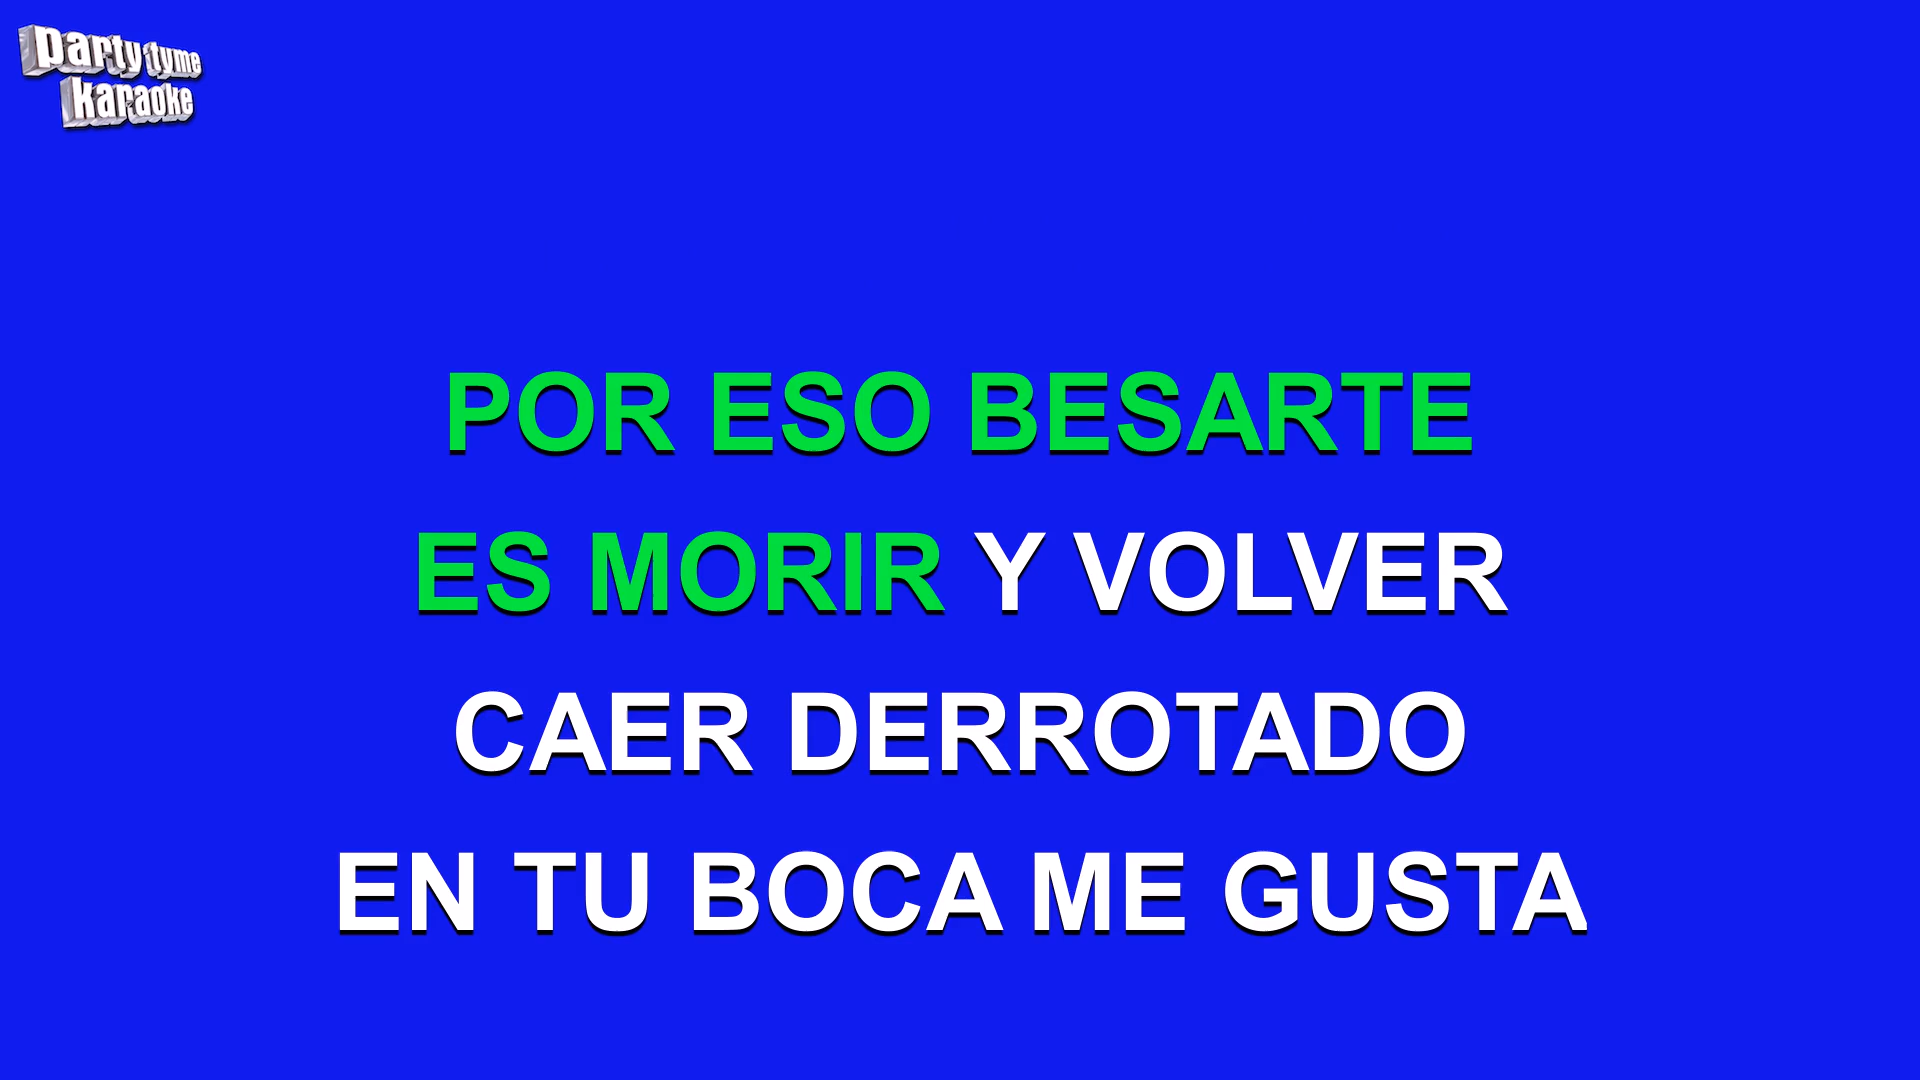 party tyme
karaoke
POR ESO BESARTE
ES MORIR Y VOLVER
CAER DERROTADO
EN TU BOCA ME GUSTA